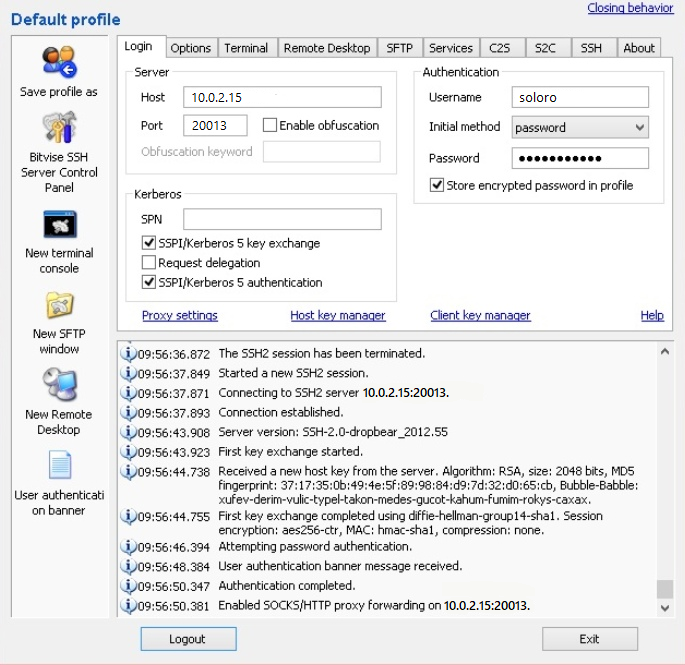 Default profile
Closing behavior
Save profile as
Bitvise SSH
Server Control
Panel
New terminal
console
New SFTP
window
New Remote
Desktop
User authenticati
on banner
Login Options Terminal Remote Desktop SFTP Services C2S S2C SSH About
Server
Host 10.0.2.15
Port 20013 Enable obfuscation
Obfuscation keyword
Kerberos
SPN
SSPI/Kerberos 5 key exchange
Request delegation
SSPI/Kerberos 5 authentication
Authentication
Username soloro
Initial method password
Password •••••••••••
Store encrypted password in profile
Proxy settings Host key manager Client key manager Help
09:56:36.872 The SSH2 session has been terminated.
09:56:37.849 Started a new SSH2 session.
09:56:37.871 Connecting to SSH2 server 10.0.2.15:20013.
09:56:37.893 Connection established.
09:56:43.908 Server version: SSH-2.0-dropbear_2012.55
09:56:43.923 First key exchange started.
09:56:44.738 Received a new host key from the server. Algorithm: RSA, size: 2048 bits, MD5
fingerprint: 37:17:35:0b:49:4e:5f:89:98:84:d9:7d:32:d0:65:cb, Bubble-Babble:
xufev-derim-vulic-typel-takon-medes-gucot-kahum-fumim-rokys-caxax.
09:56:44.755 First key exchange completed using diffie-hellman-group14-sha1. Session
encryption: aes256-ctr, MAC: hmac-sha1, compression: none.
09:56:46.394 Attempting password authentication.
09:56:48.384 User authentication banner message received.
09:56:50.347 Authentication completed.
09:56:50.381 Enabled SOCKS/HTTP proxy forwarding on 10.0.2.15:20013.
Logout Exit